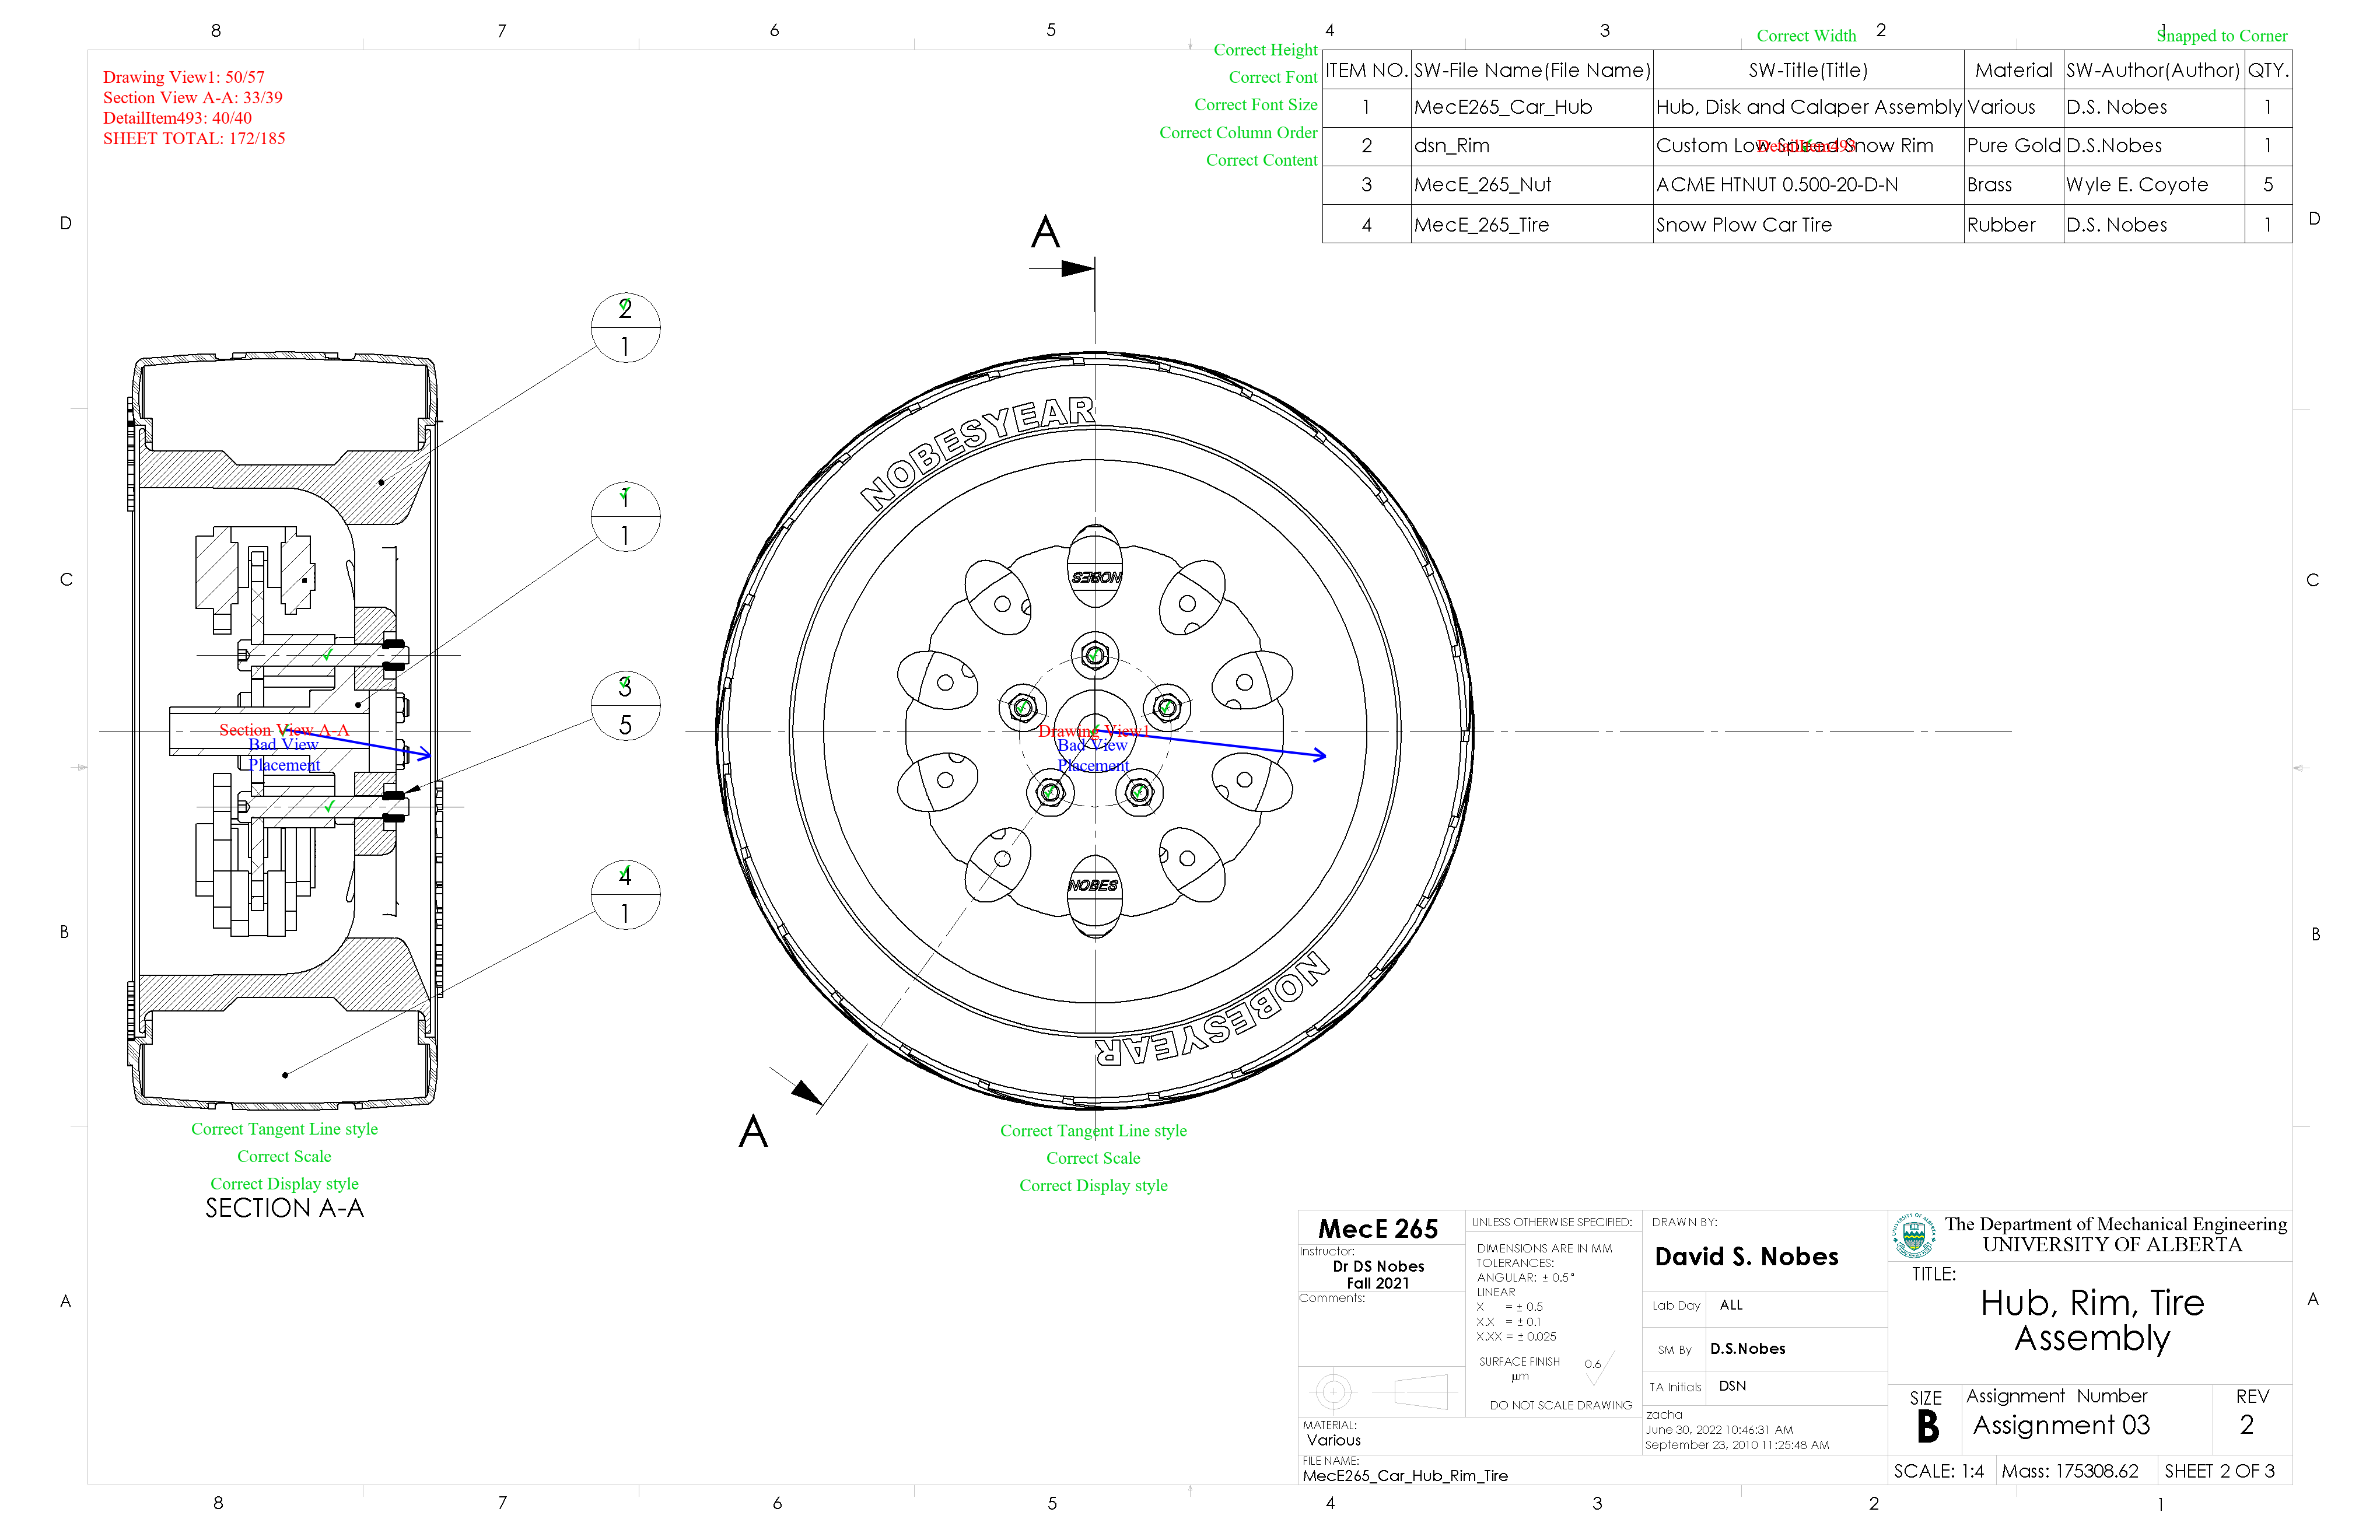 8 7 6 5 4 3 2 1
Correct Height
Correct Width
Snapped to Corner
Drawing View1: 50/57
Section View A-A: 33/39
DetailItem493: 40/40
SHEET TOTAL: 172/185
Correct Font
Correct Font Size
Correct Column Order
Correct Content
ITEM NO. SW-File Name(File Name) SW-Title(Title) Material SW-Author(Author) QTY.
1 MecE265_Car_Hub Hub, Disk and Calaper Assembly Various D.S. Nobes 1
2 dsn_Rim Custom Low Speed Snow Rim Pure Gold D.S.Nobes 1
DetailItem493
3 MecE_265_Nut ACME HTNUT 0.500-20-D-N Brass Wyle E. Coyote 5
4 MecE_265_Tire Snow Plow Car Tire Rubber D.S. Nobes 1
D D
A
2
1
NOBESYEAR
1
1
C C
NOBES
3
5
Section View A-A
Bad View
Placement
Drawing View1
Bad View
Placement
4
1
NOBES
B B
NOBESYEAR
A
Correct Tangent Line style
Correct Scale
Correct Display style
SECTION A-A
Correct Tangent Line style
Correct Scale
Correct Display style
A A
MecE 265
Instructor:
Dr DS Nobes
Fall 2021
Comments:
UNLESS OTHERWISE SPECIFIED:
DIMENSIONS ARE IN MM
TOLERANCES:
ANGULAR: ± 0.5°
LINEAR
X = ± 0.5
X.X = ± 0.1
X.XX = ± 0.025
SURFACE FINISH 0.6
µm
DO NOT SCALE DRAWING
MATERIAL:
Various
FILE NAME:
MecE265_Car_Hub_Rim_Tire
DRAWN BY:
David S. Nobes
Lab Day ALL
SM By D.S.Nobes
TA Initials DSN
zacha
June 30, 2022 10:46:31 AM
September 23, 2010 11:25:48 AM
The Department of Mechanical Engineering
UNIVERSITY OF ALBERTA
TITLE:
Hub, Rim, Tire
Assembly
SIZE
B
Assignment Number
Assignment 03
REV
2
SCALE: 1:4 Mass: 175308.62 SHEET 2 OF 3
8 7 6 5 4 3 2 1